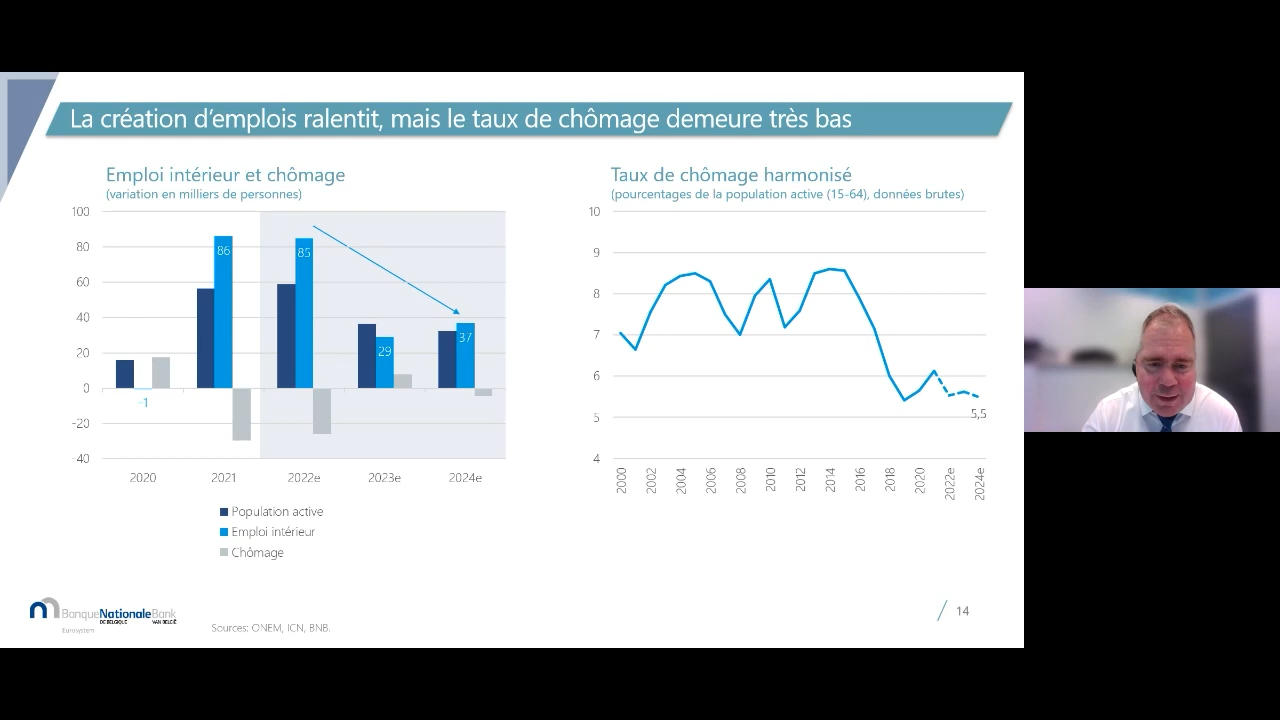 La création d'emplois ralentit, mais le taux de chômage demeure très bas
Emploi intérieur et chômage
(variation en milliers de personnes)
100
80
60
40
20
0
-20
-40
86
85
29
37
-1
2020
2021
2022e
2023e
2024e
Population active
Emploi intérieur
Chômage
Taux de chômage harmonisé
(pourcentages de la population active (15-64), données brutes)
10
9
8
7
6
5
4
5,5
2000
2002
2004
2006
2008
2010
2012
2014
2016
2018
2020
2022e
2024e
BanqueNationaleBank
DE BELGIQUE VAN BELGIË
Eurosystem
Sources: ONEM, ICN, BNB.
14